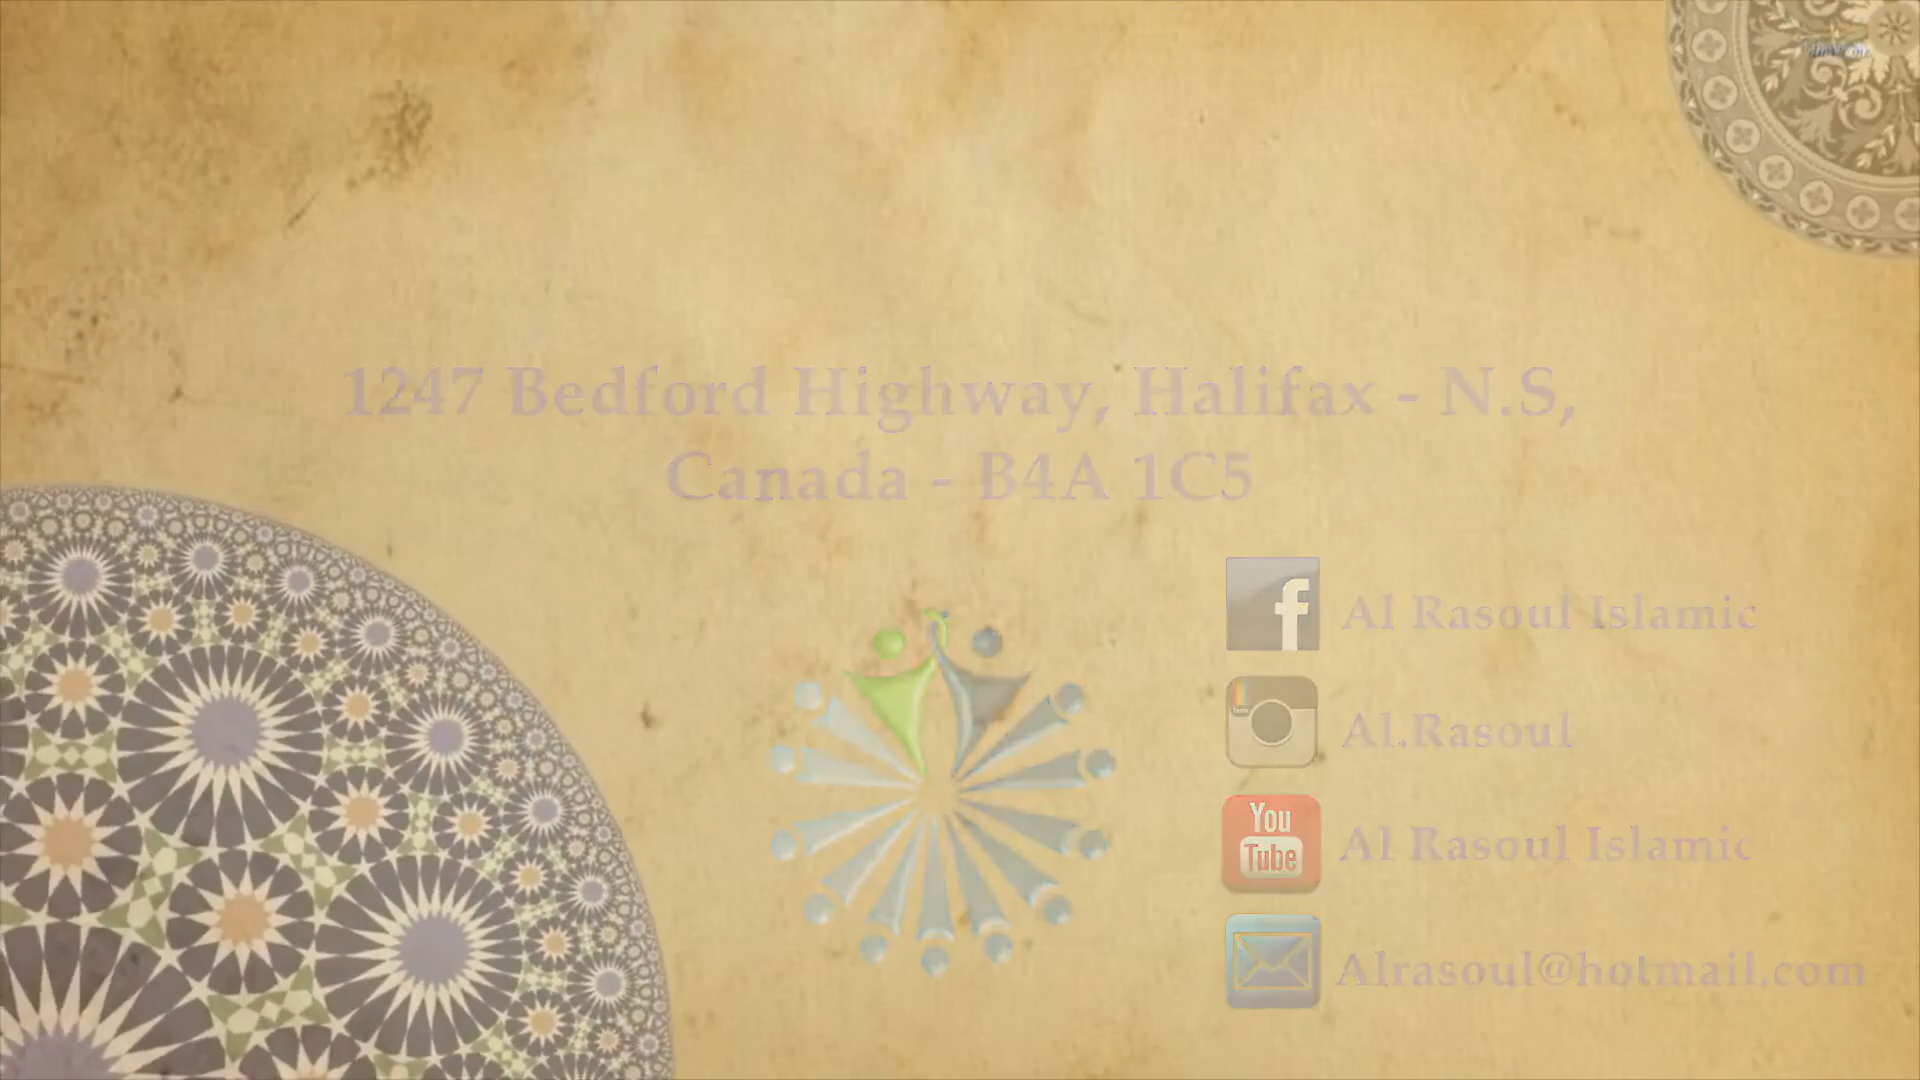 1247 Bedford Highway, Halifax - N.S,
Canada - B4A 1C5
Al Rasoul Islamic
Al.Rasoul
You
Tube
Al Rasoul Islamic
Alrasoul@hotmail.com